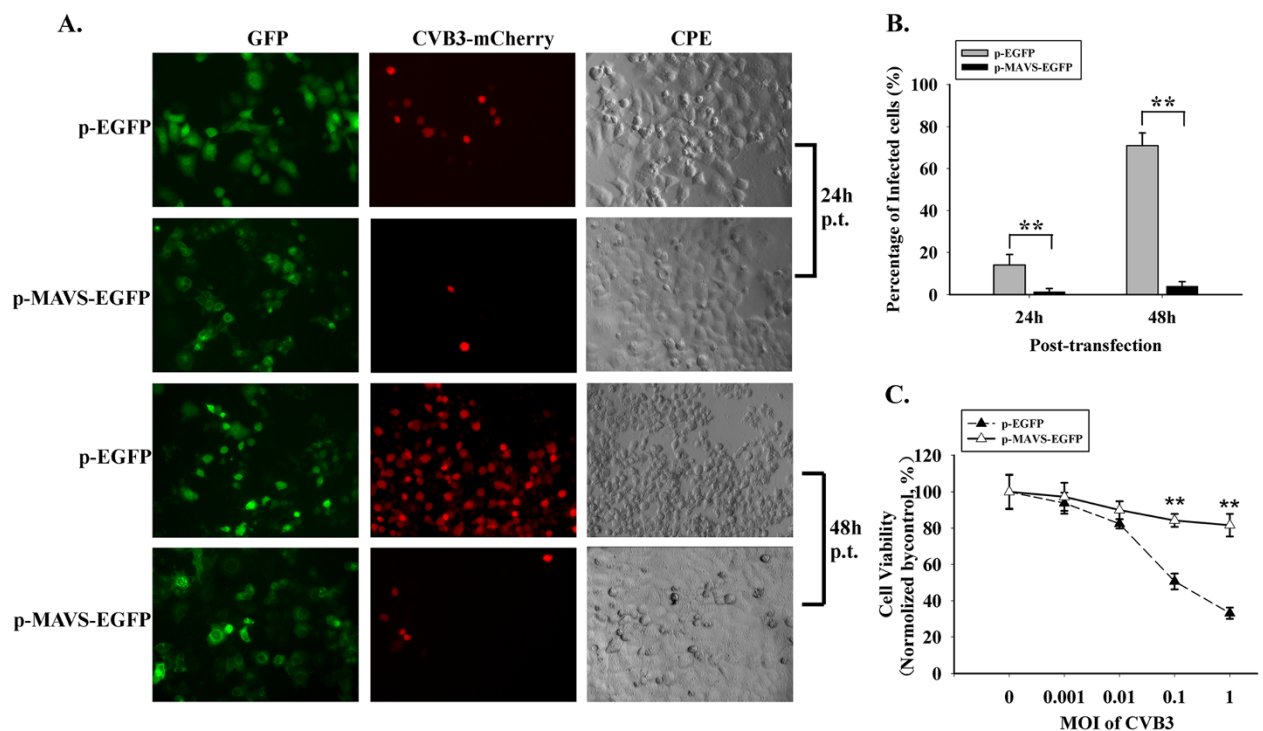 A.
GFP
CVB3-mCherry
CPE
p-EGFP
p-MAVS-EGFP
24h
p.t.
p-EGFP
p-MAVS-EGFP
48h
p.t.
B.
p-EGFP
p-MAVS-EGFP
Percentage of Infected cells (%)
100
80
60
40
20
0
**
**
24h
48h
Post-transfection
C.
p-EGFP
p-MAVS-EGFP
Cell Viability
(Normalized bycontrol, %)
120
100
80
60
40
20
0
**
**
0
0.001
0.01
0.1
1
MOI of CVB3